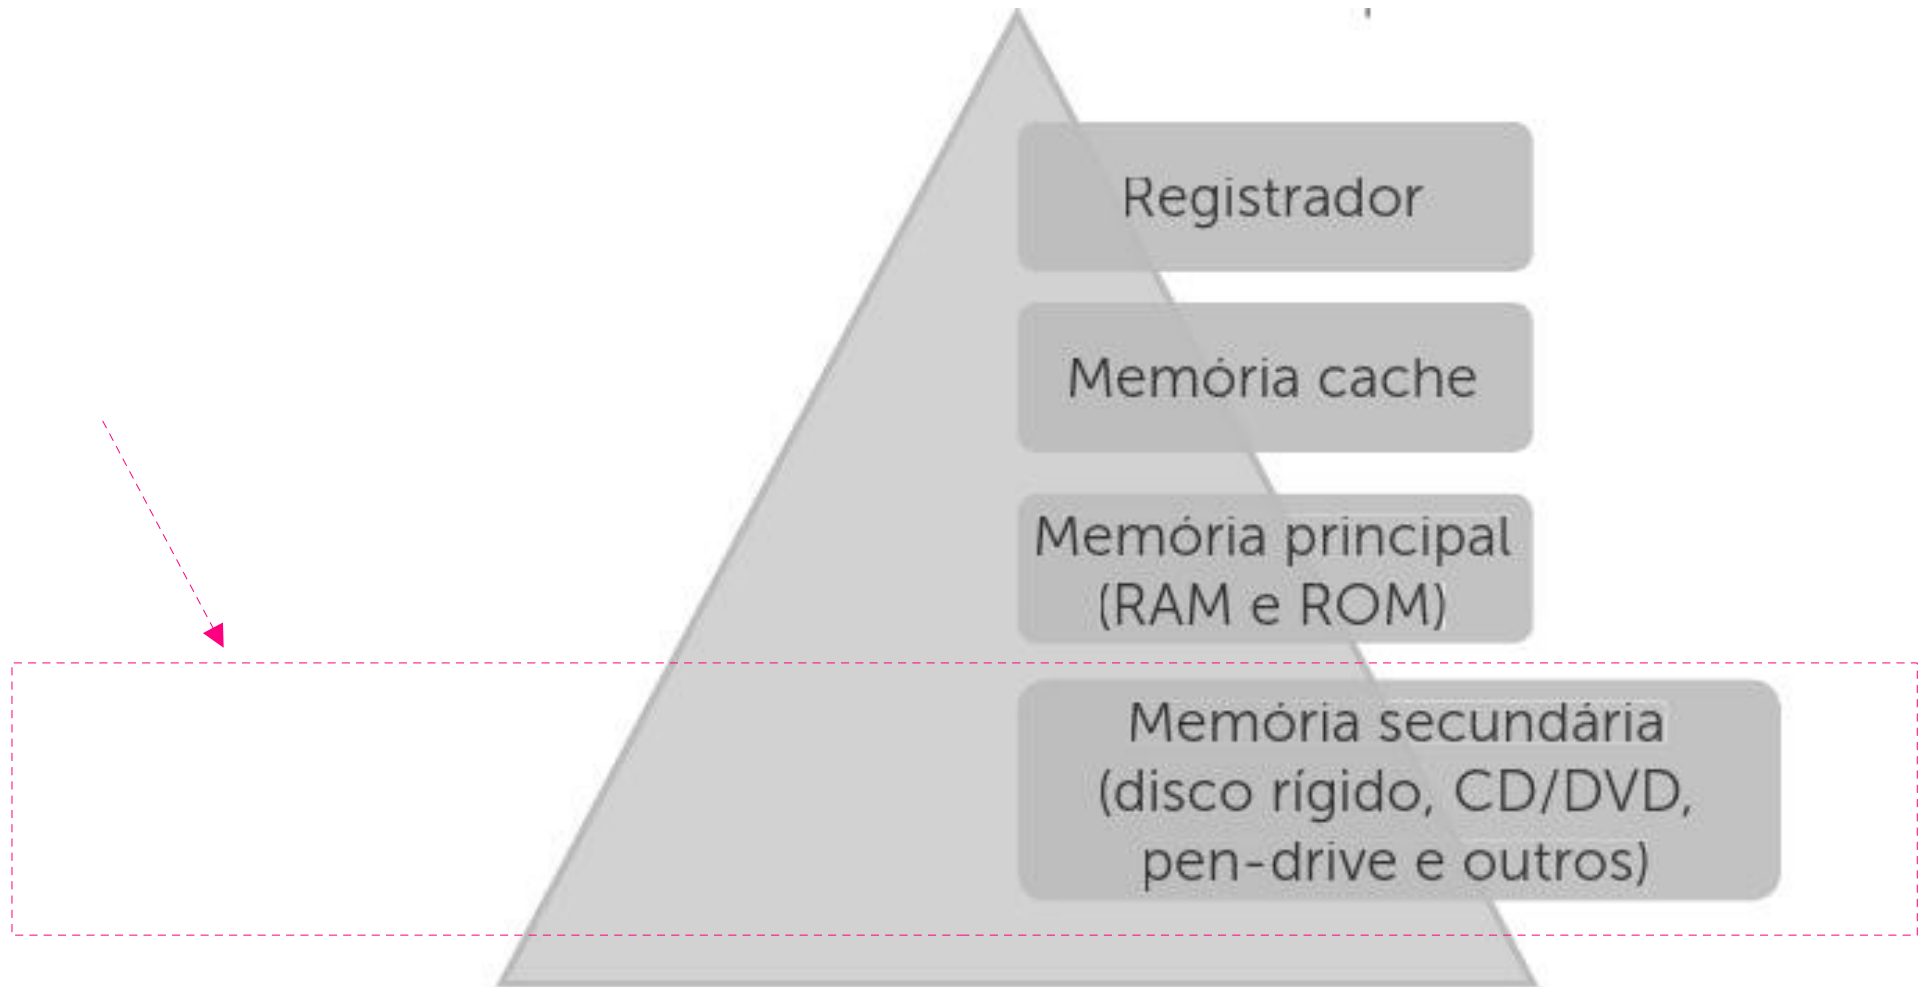 Registrador
Memória cache
Memória principal
(RAM e ROM)
Memória secundária
(disco rígido, CD/DVD,
pen-drive e outros)